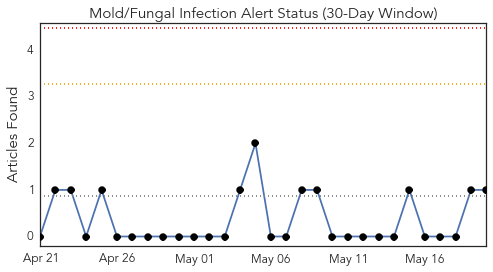 Mold/Fungal Infection Alert Status (30-Day Window)
Articles Found
4
3
2
1
0
Apr 21
Apr 26
May 01
May 06
May 11
May 16